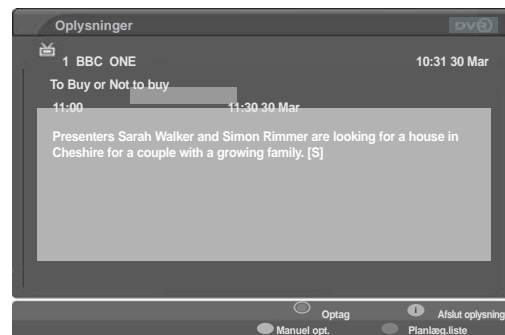 Oplysninger DVR
1 BBC ONE 10:31 30 Mar
To Buy or Not to buy
11:00 11:30 30 Mar
Presenters Sarah Walker and Simon Rimmer are looking for a house in
Cheshire for a couple with a growing family. [S]
Optag i Afslut oplysning
Manuel opt. Planlæg.liste